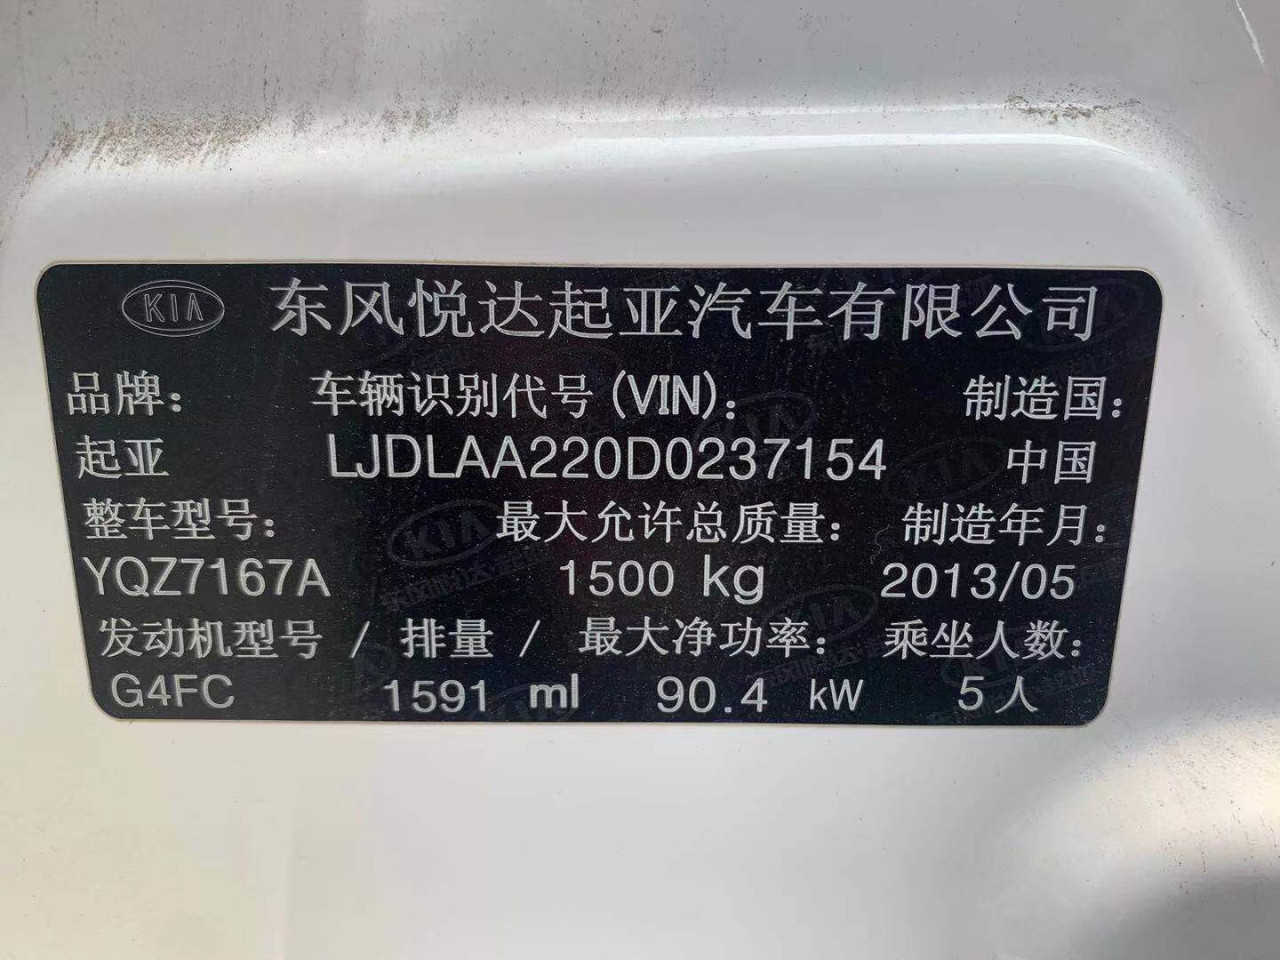 KIA 东风悦达起亚汽车有限公司
品牌： 车辆识别代号(VIN)： 制造国：
起亚 LJDLAA220D0237154 中国
整车型号： 最大允许总质量： 制造年月：
YQZ7167A 1500 kg 2013/05
发动机型号 / 排量 / 最大净功率： 乘坐人数：
G4FC 1591 ml 90.4 kW 5人